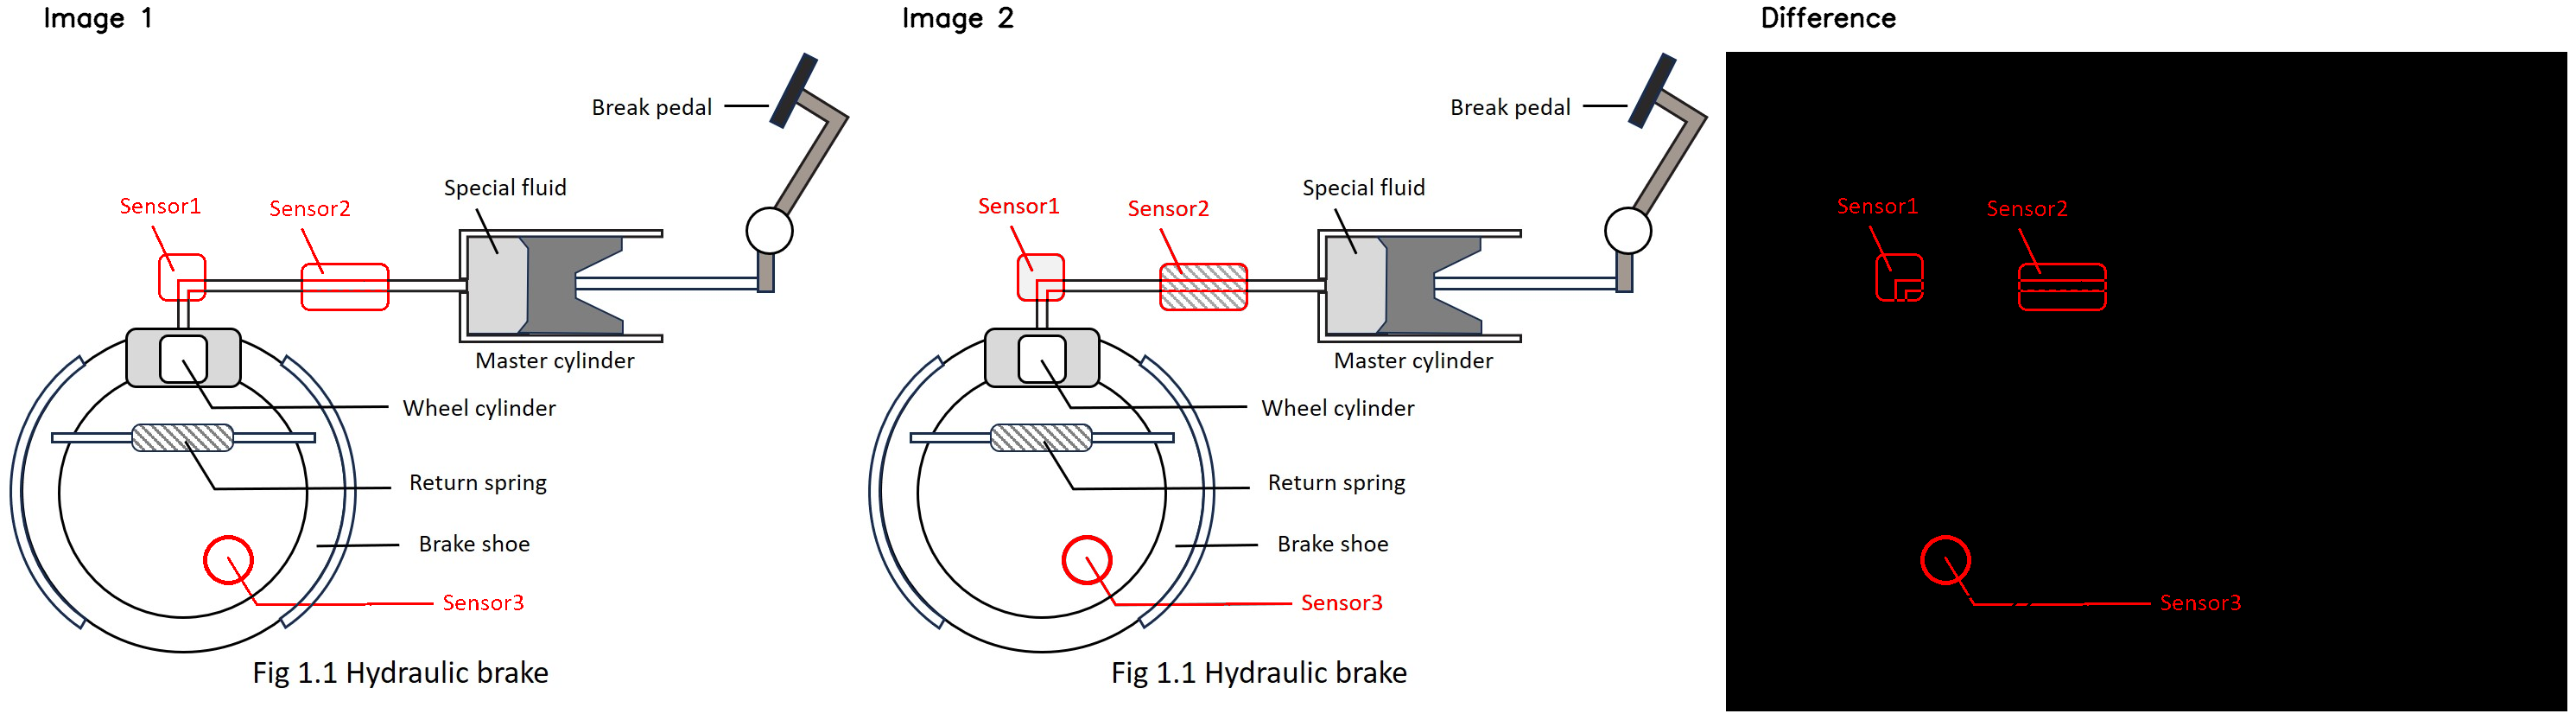 Image 1
Break pedal
Special fluid
Sensor1
Sensor2
Master cylinder
Wheel cylinder
Return spring
Brake shoe
Sensor3
Fig 1.1 Hydraulic brake
Image 2
Break pedal
Special fluid
Sensor1
Sensor2
Master cylinder
Wheel cylinder
Return spring
Brake shoe
Sensor3
Fig 1.1 Hydraulic brake
Difference
Sensor1
Sensor2
Sensor3